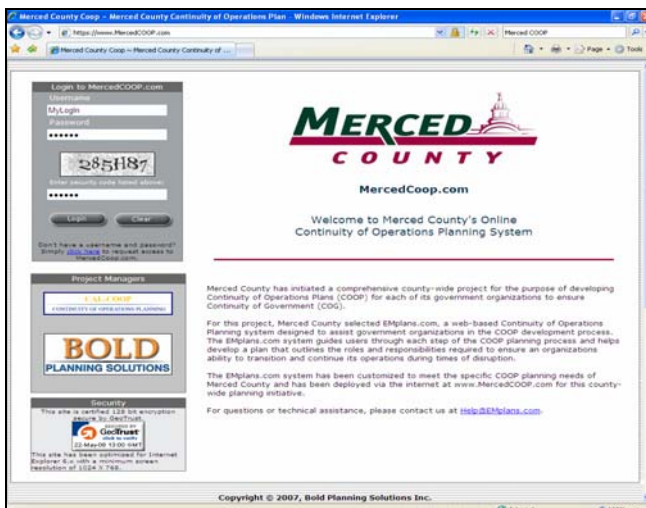 Merced County Coop ~ Merced County Continuity of Operations Plan - Windows Internet Explorer
https://www.MercedCOOP.com
Merced COOP
Merced County Coop ~ Merced County Continuity of ...
Page
Tools
Login to MercedCOOP.com
Username
MyLogin
Password
••••••
285H87
Enter security code listed above:
••••••
Login
Clear
Don't have a username and password?
Simply click here to request access to
MercedCoop.com.
Project Managers
CAL-COOP
CONTINUITY OF OPERATIONS PLANNING
BOLD
PLANNING SOLUTIONS
Security
This site is certified 128 bit encryption
secure by GeoTrust.
SECURED BY
GeoTrust
click to verify
22-May-08 13:00 GMT
This site has been optimized for Internet
Explorer 6.x with a minimum screen
resolution of 1024 X 768.
MERCED
COUNTY
MercedCoop.com
Welcome to Merced County's Online
Continuity of Operations Planning System
Merced County has initiated a comprehensive county-wide project for the purpose of developing
Continuity of Operations Plans (COOP) for each of its government organizations to ensure
Continuity of Government (COG).
For this project, Merced County selected EMplans.com, a web-based Continuity of Operations
Planning system designed to assist government organizations in the COOP development process.
The EMplans.com system guides users through each step of the COOP planning process and helps
develop a plan that outlines the roles and responsibilities required to ensure an organizations
ability to transition and continue its operations during times of disruption.
The EMplans.com system has been customized to meet the specific COOP planning needs of
Merced County and has been deployed via the internet at www.MercedCOOP.com for this county-
wide planning initiative.
For questions or technical assistance, please contact us at Help@EMplans.com.
Copyright © 2007, Bold Planning Solutions Inc.